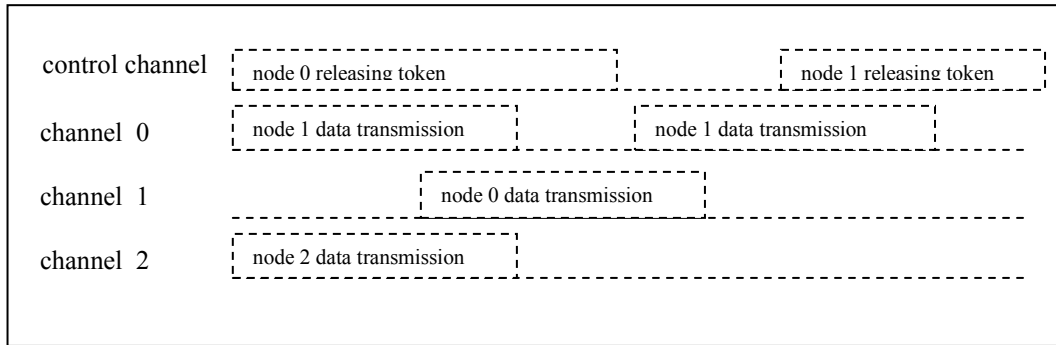 control channel
node 0 releasing token
node 1 releasing token
channel 0
node 1 data transmission
node 1 data transmission
channel 1
node 0 data transmission
channel 2
node 2 data transmission